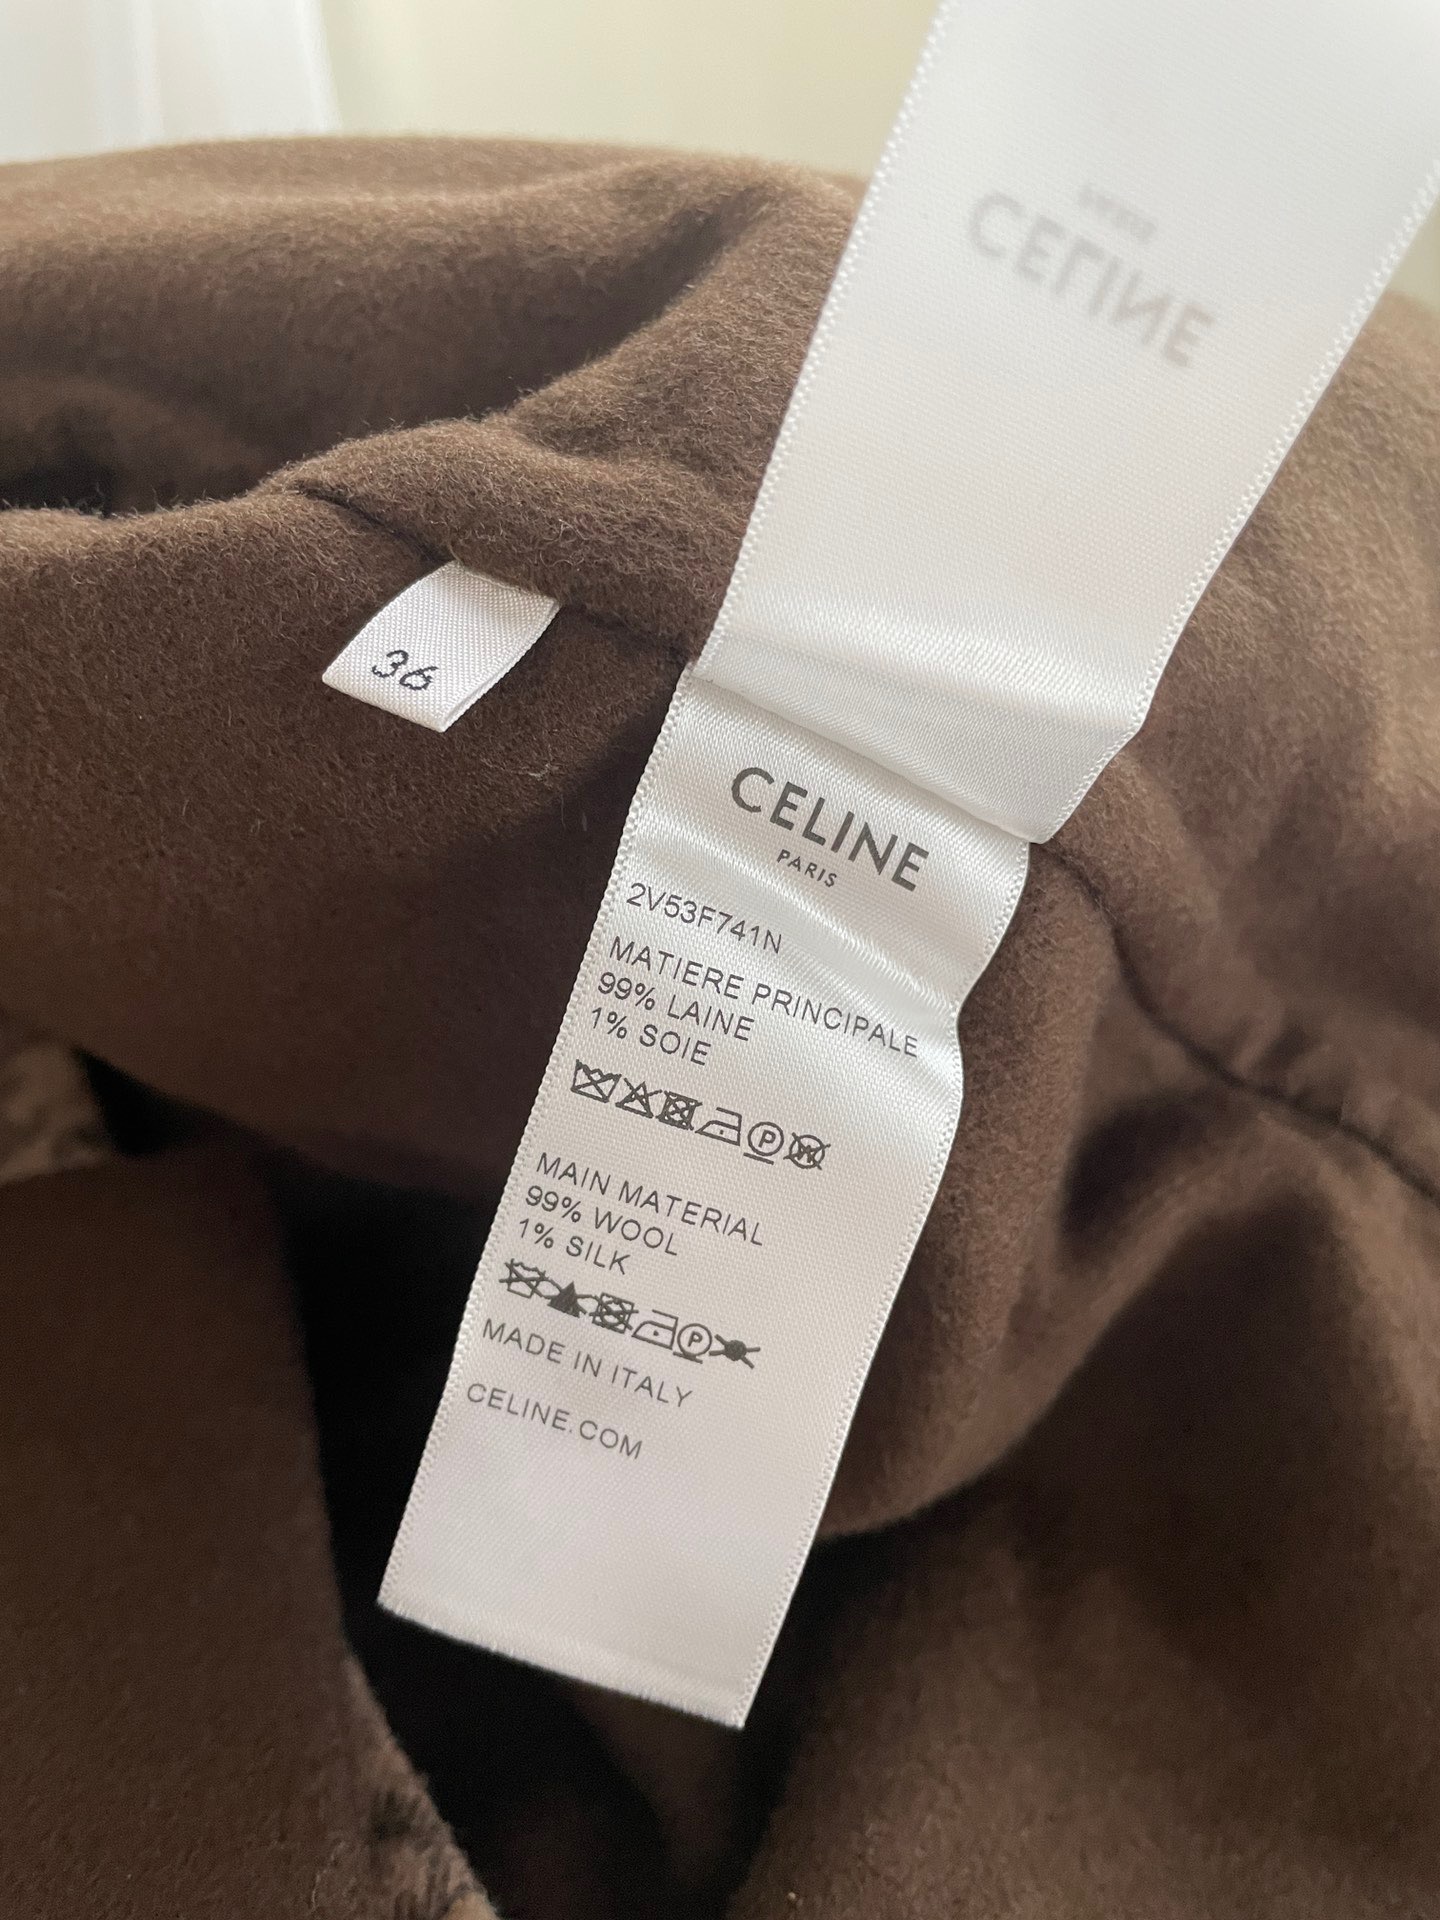 CELINE
36
CELINE
PARIS
2V53F741N
MATIERE PRINCIPALE
99% LAINE
1% SOIE
P W
MAIN MATERIAL
99% WOOL
1% SILK
P
MADE IN ITALY
CELINE.COM